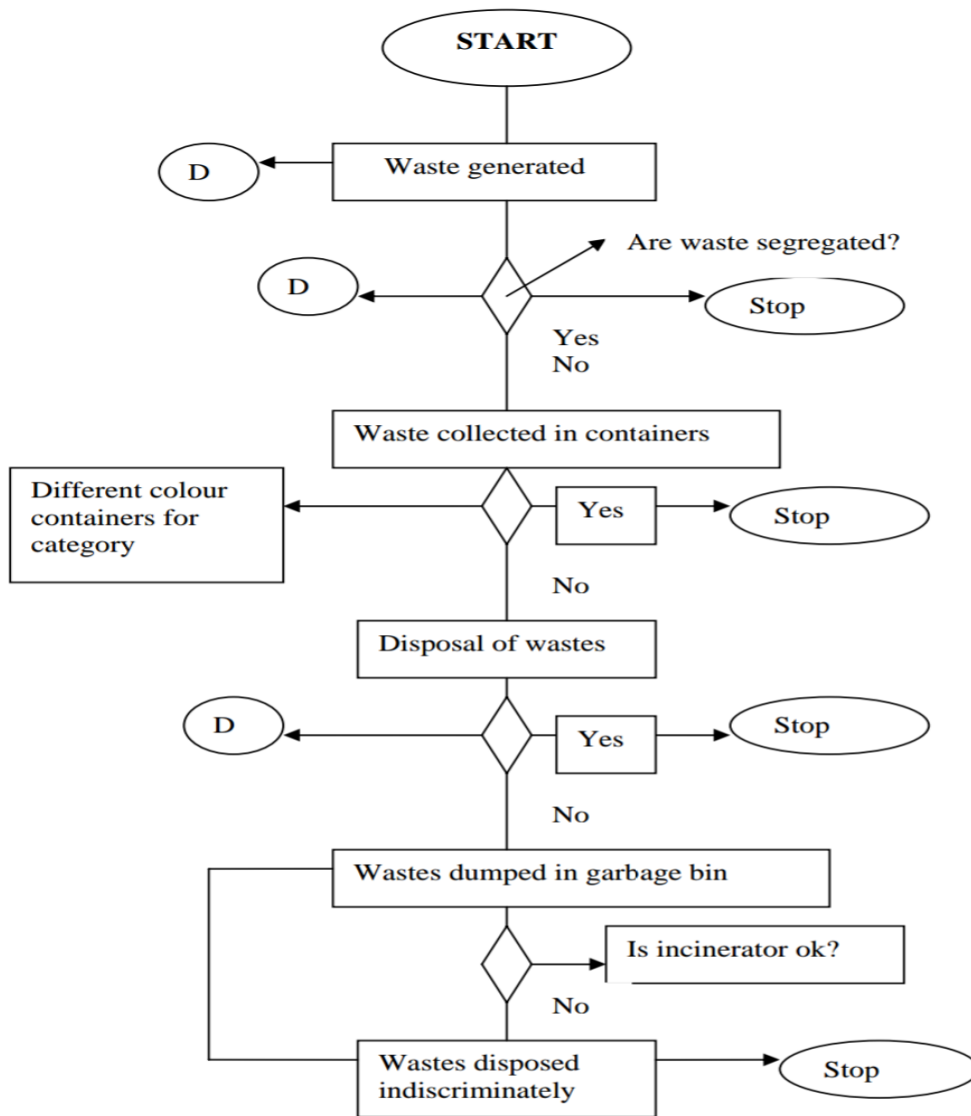 START
D
Waste generated
Are waste segregated?
D
Stop
Yes
No
Waste collected in containers
Different colour
containers for
category
Yes
Stop
No
Disposal of wastes
D
Yes
Stop
No
Wastes dumped in garbage bin
Is incinerator ok?
No
Wastes disposed
indiscriminately
Stop